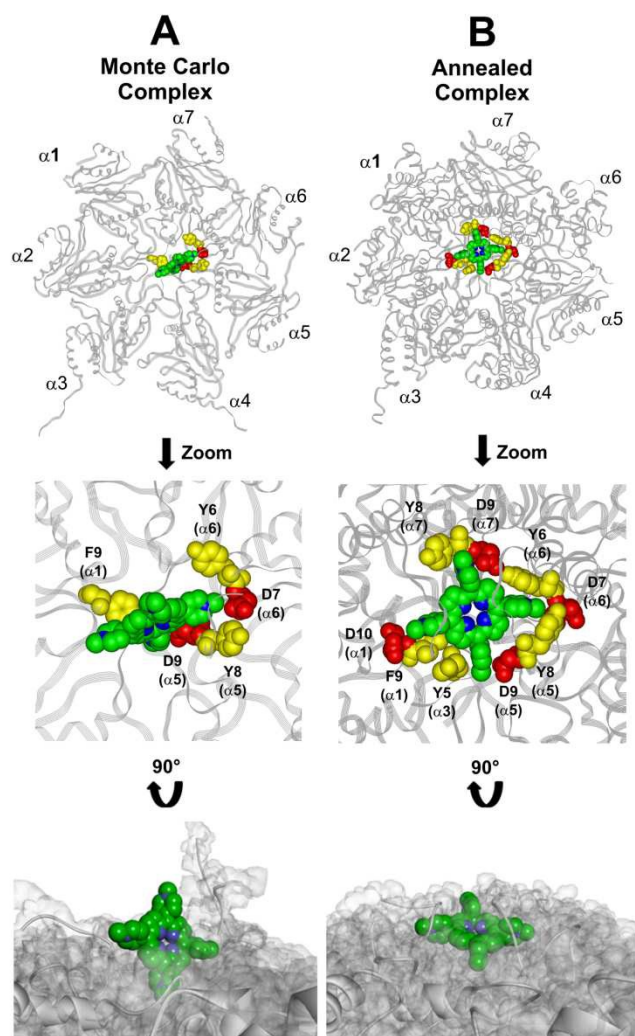 A
Monte Carlo
Complex
α7
α1
α6
α2
α5
α3
α4
Zoom
Y6
(α6)
F9
(α1)
D7
(α6)
D9
(α5)
Y8
(α5)
90°
B
Annealed
Complex
α7
α1
α6
α2
α5
α3
α4
Zoom
Y8
(α7)
D9
(α7)
Y6
(α6)
D7
(α6)
D10
(α1)
F9
(α1)
Y5
(α3)
D9
(α5)
Y8
(α5)
90°